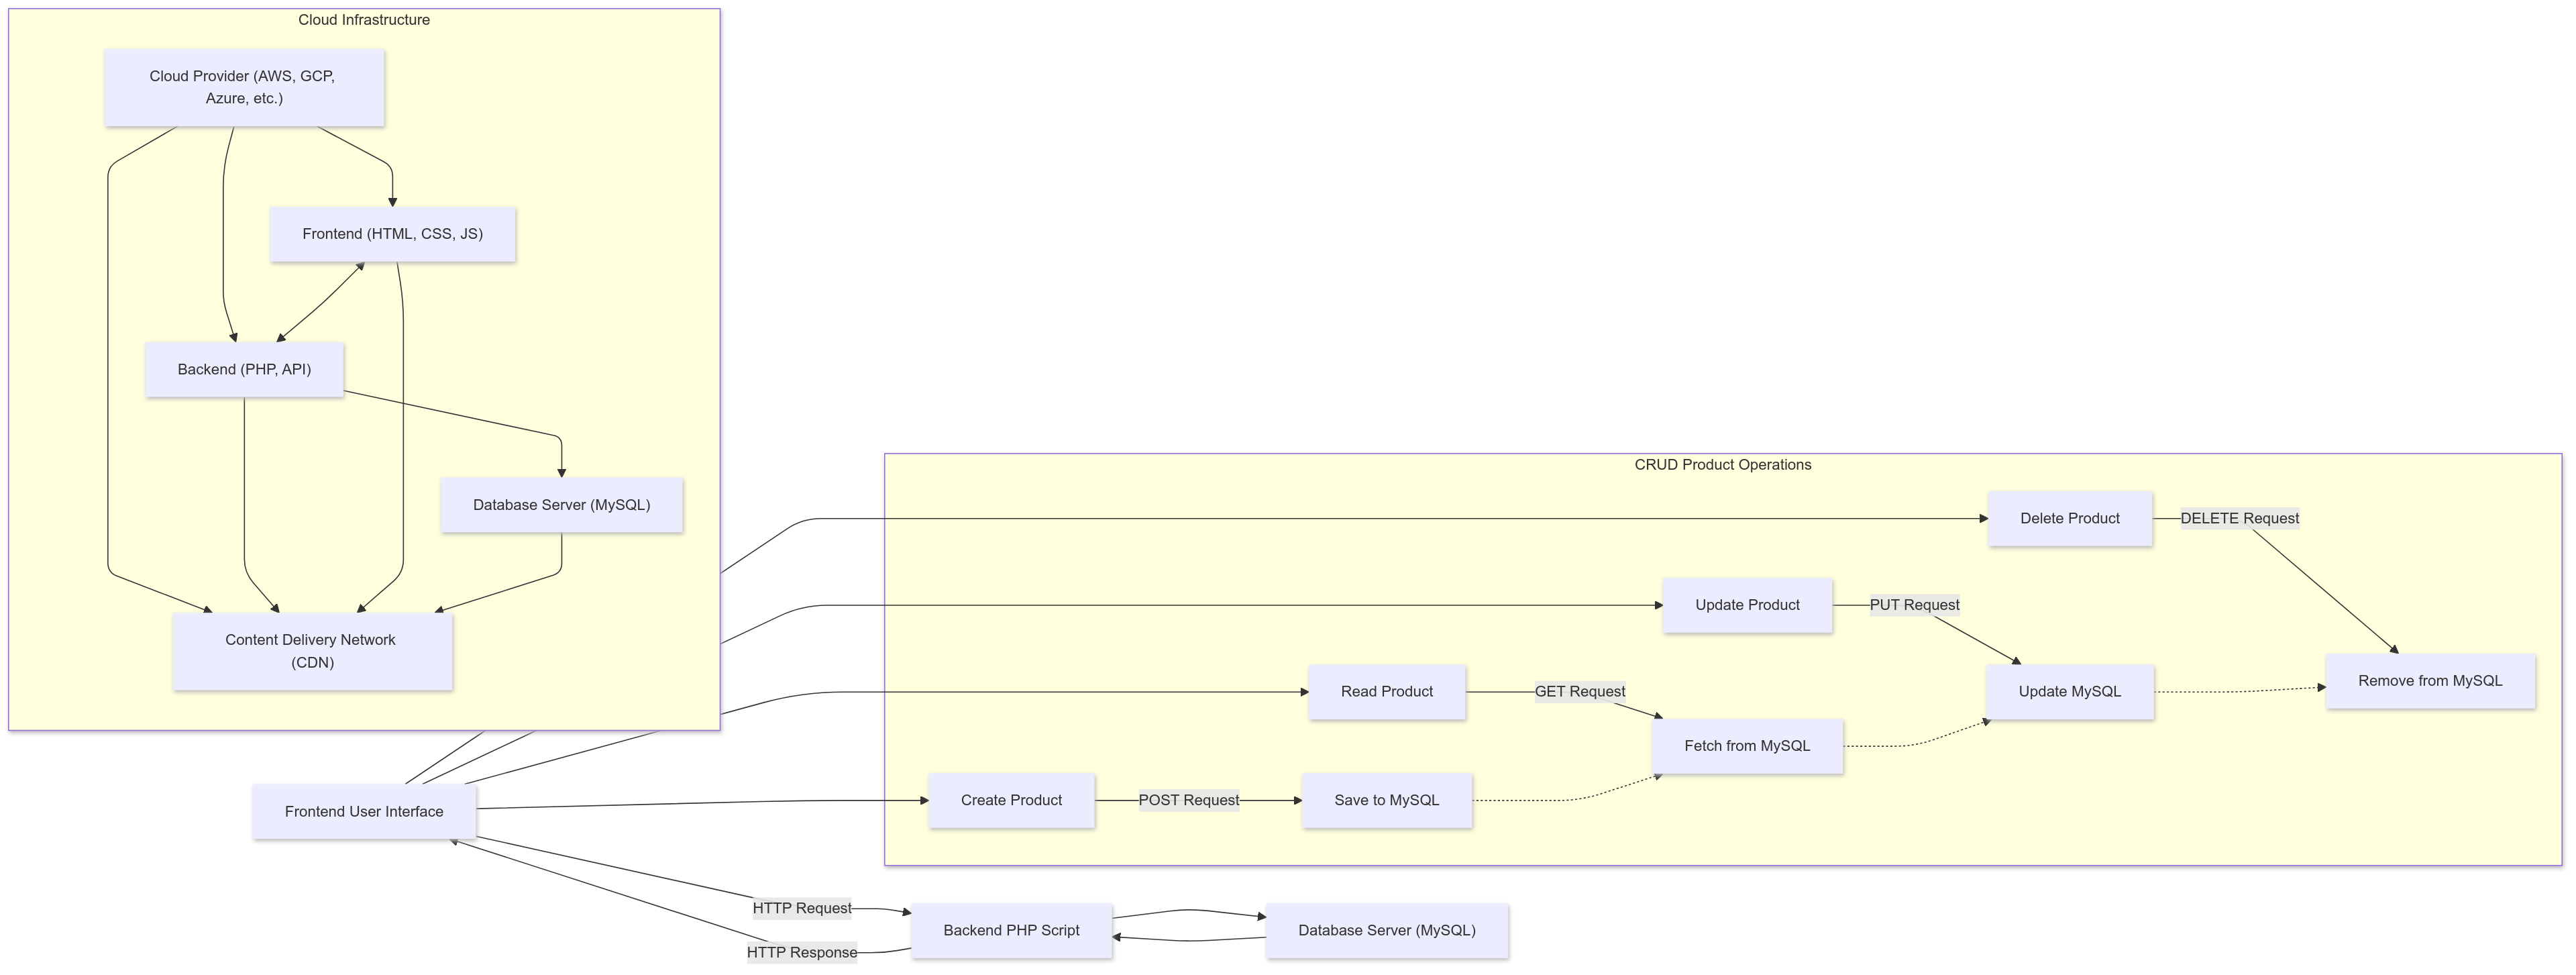 Cloud Infrastructure
Cloud Provider (AWS, GCP,
Azure, etc.)
Frontend (HTML, CSS, JS)
Backend (PHP, API)
Database Server (MySQL)
Content Delivery Network
(CDN)
CRUD Product Operations
Delete Product
DELETE Request
Update Product
PUT Request
Remove from MySQL
Read Product
GET Request
Update MySQL
Fetch from MySQL
Frontend User Interface
Create Product
POST Request
Save to MySQL
HTTP Request
Backend PHP Script
Database Server (MySQL)
HTTP Response